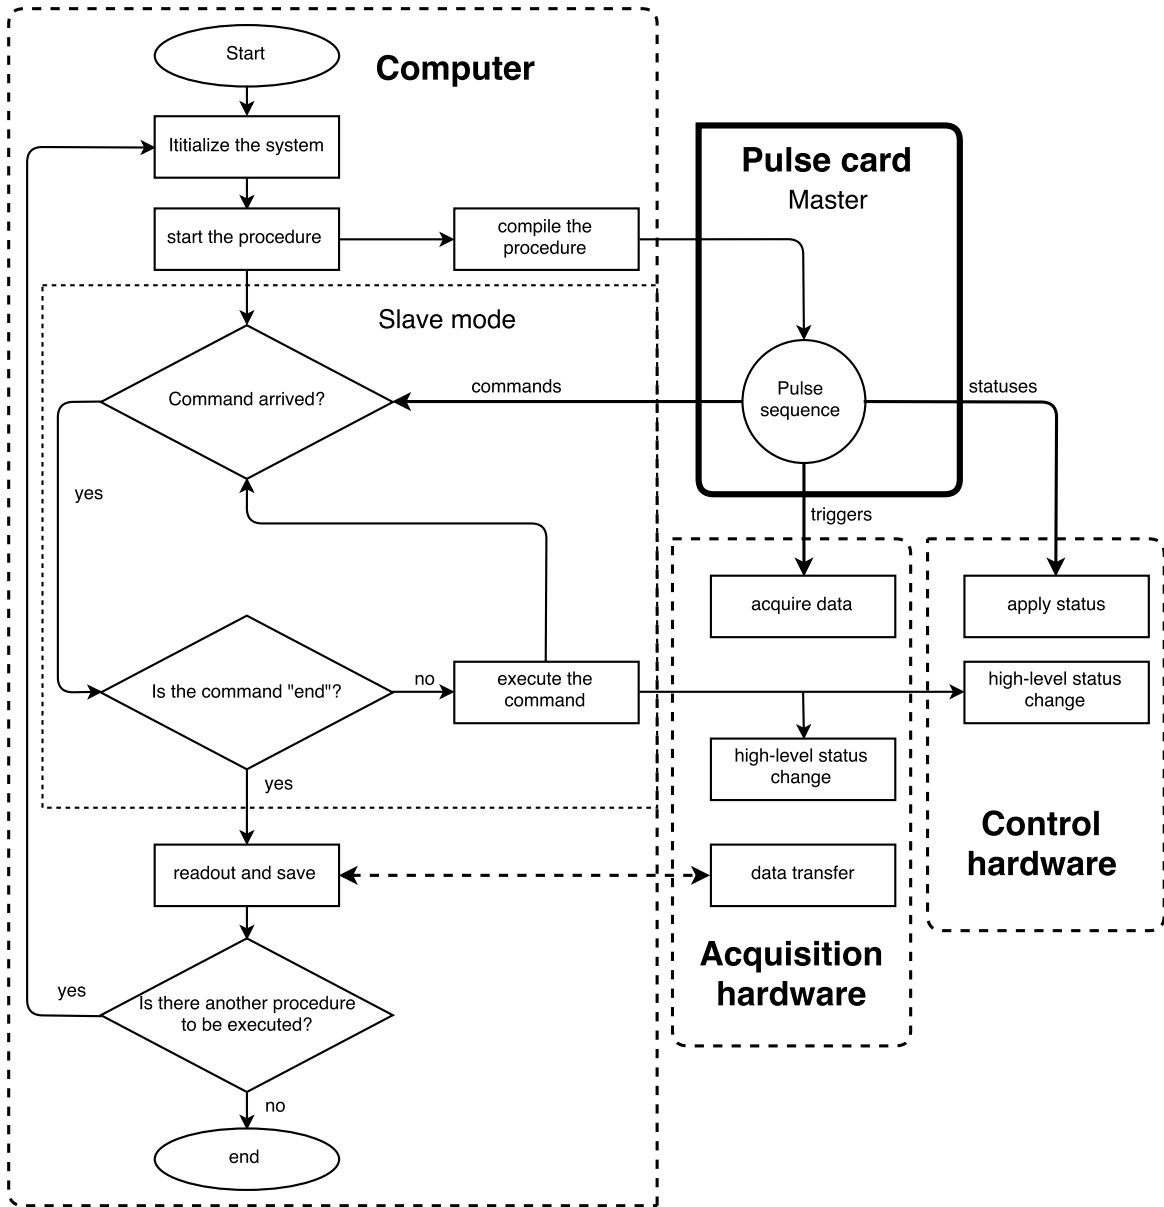 Start
Computer
Ititialize the system
start the procedure
compile the
procedure
Pulse card
Master
Slave mode
Command arrived?
commands
Pulse
sequence
statuses
yes
triggers
acquire data
apply status
Is the command "end"?
no
execute the
command
high-level status
change
high-level status
change
yes
Control
hardware
readout and save
data transfer
Acquisition
hardware
yes
Is there another procedure
to be executed?
no
end